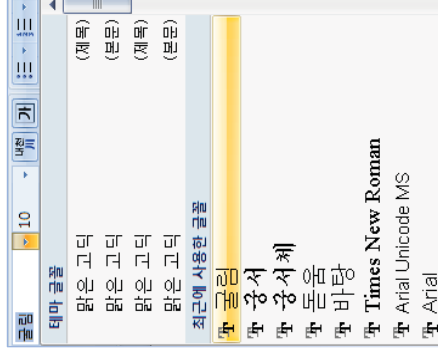 굴림 10 가 내천川
테마 글꼴
맑은 고딕 (제목)
맑은 고딕 (본문)
맑은 고딕 (제목)
맑은 고딕 (본문)
최근에 사용한 글꼴
굴림
궁서
궁서체
돋움
바탕
Times New Roman
Arial Unicode MS
Arial